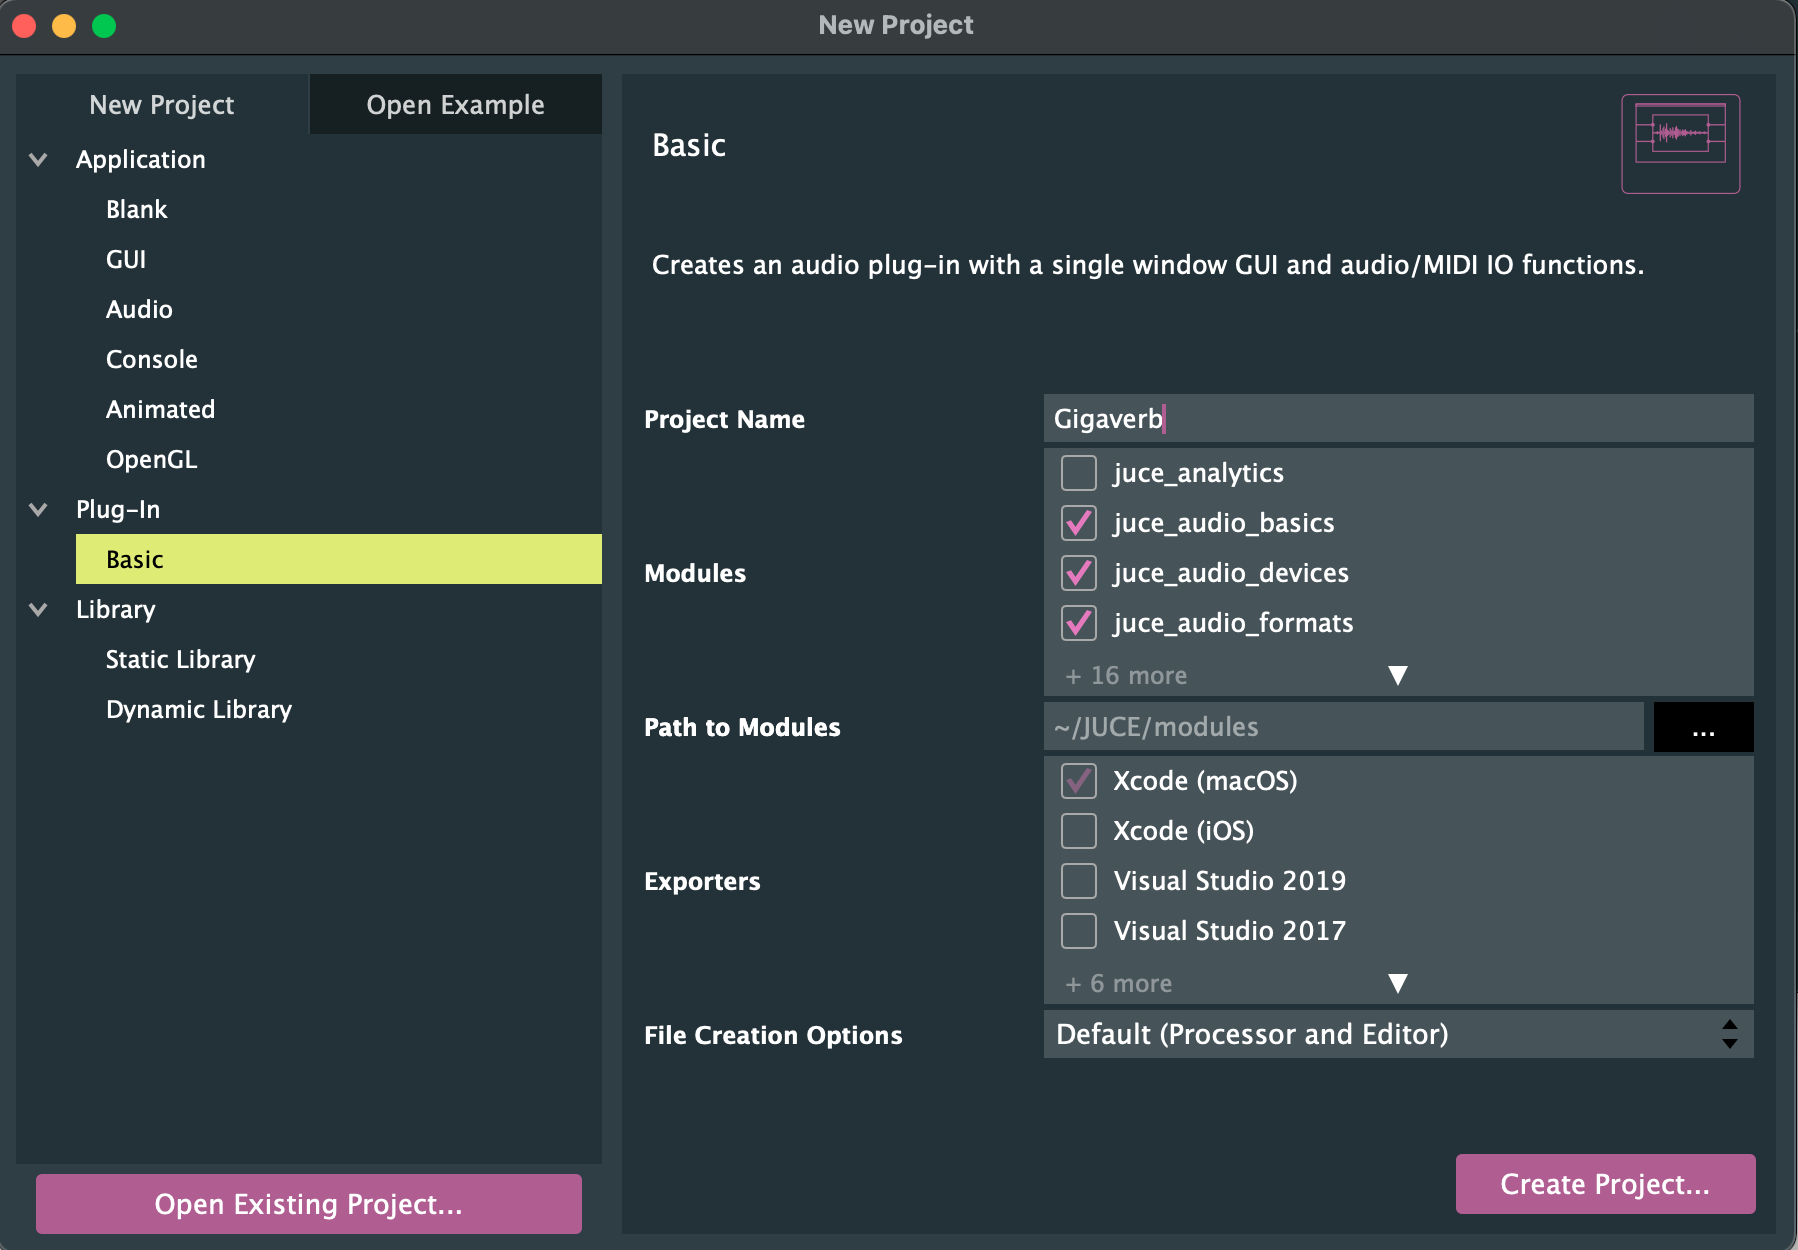 New Project
New Project
Open Example
Application
Blank
GUI
Audio
Console
Animated
OpenGL
Plug-In
Basic
Library
Static Library
Dynamic Library
Open Existing Project...
Basic
Creates an audio plug-in with a single window GUI and audio/MIDI IO functions.
Project Name
Gigaverb
Modules
juce_analytics
juce_audio_basics
juce_audio_devices
juce_audio_formats
+ 16 more
Path to Modules
~/JUCE/modules
...
Exporters
Xcode (macOS)
Xcode (iOS)
Visual Studio 2019
Visual Studio 2017
+ 6 more
File Creation Options
Default (Processor and Editor)
Create Project...